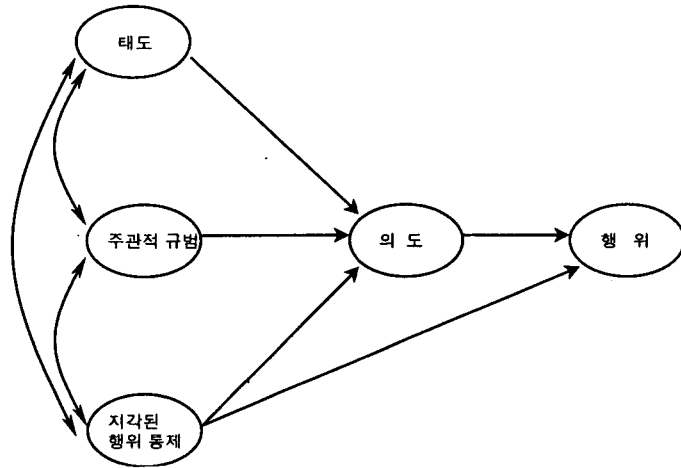 태도
주관적 규범
의 도
행 위
지각된
행위 통제